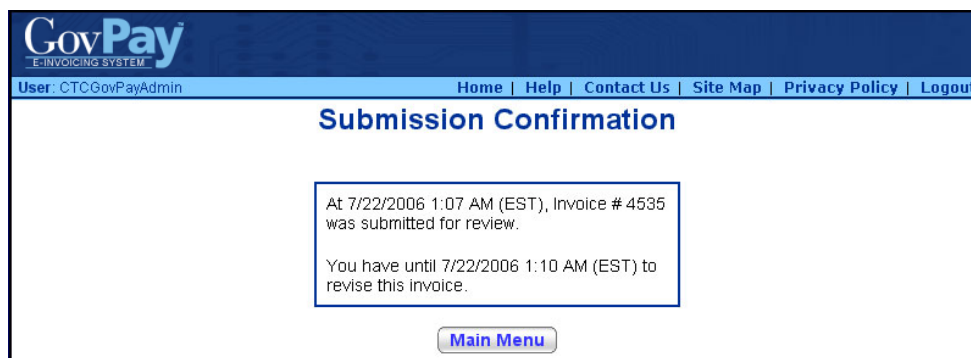 GovPay
E-INVOICING SYSTEM
User: CTCGovPayAdmin Home | Help | Contact Us | Site Map | Privacy Policy | Logout
Submission Confirmation
At 7/22/2006 1:07 AM (EST), Invoice # 4535
was submitted for review.
You have until 7/22/2006 1:10 AM (EST) to
revise this invoice.
Main Menu